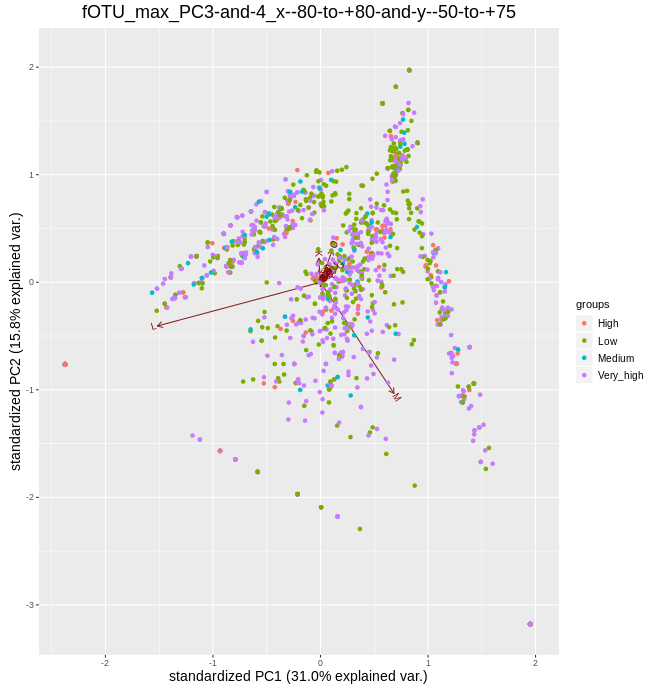 fOTU_max_PC3-and-4_x--80-to-+80-and-y--50-to-+75
standardized PC2 (15.8% explained var.)
2
1
0
-1
-2
-3
L
M
-2
-1
0
1
2
standardized PC1 (31.0% explained var.)
groups
High
Low
Medium
Very_high